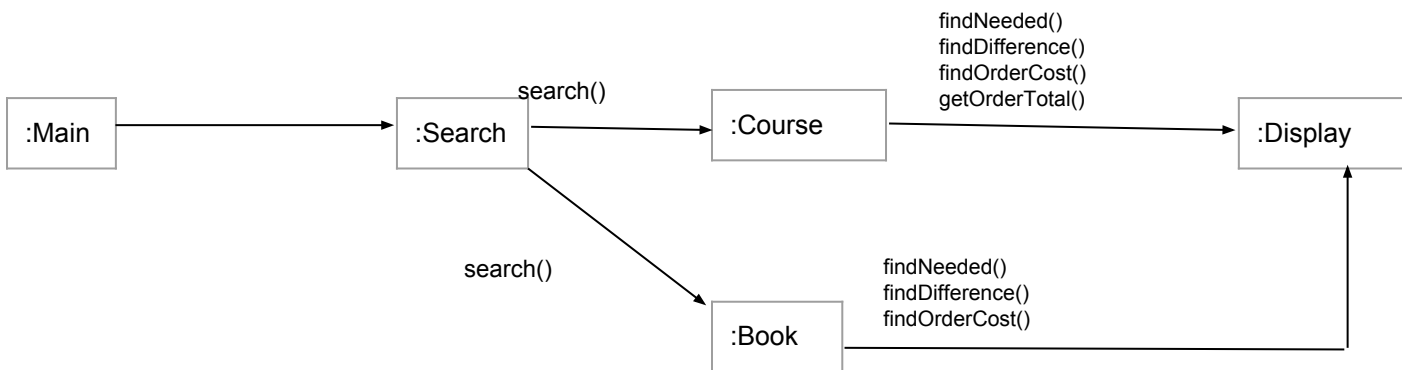 findNeeded()
findDifference()
findOrderCost()
getOrderTotal()
search()
:Main
:Search
:Course
:Display
search()
findNeeded()
findDifference()
findOrderCost()
:Book